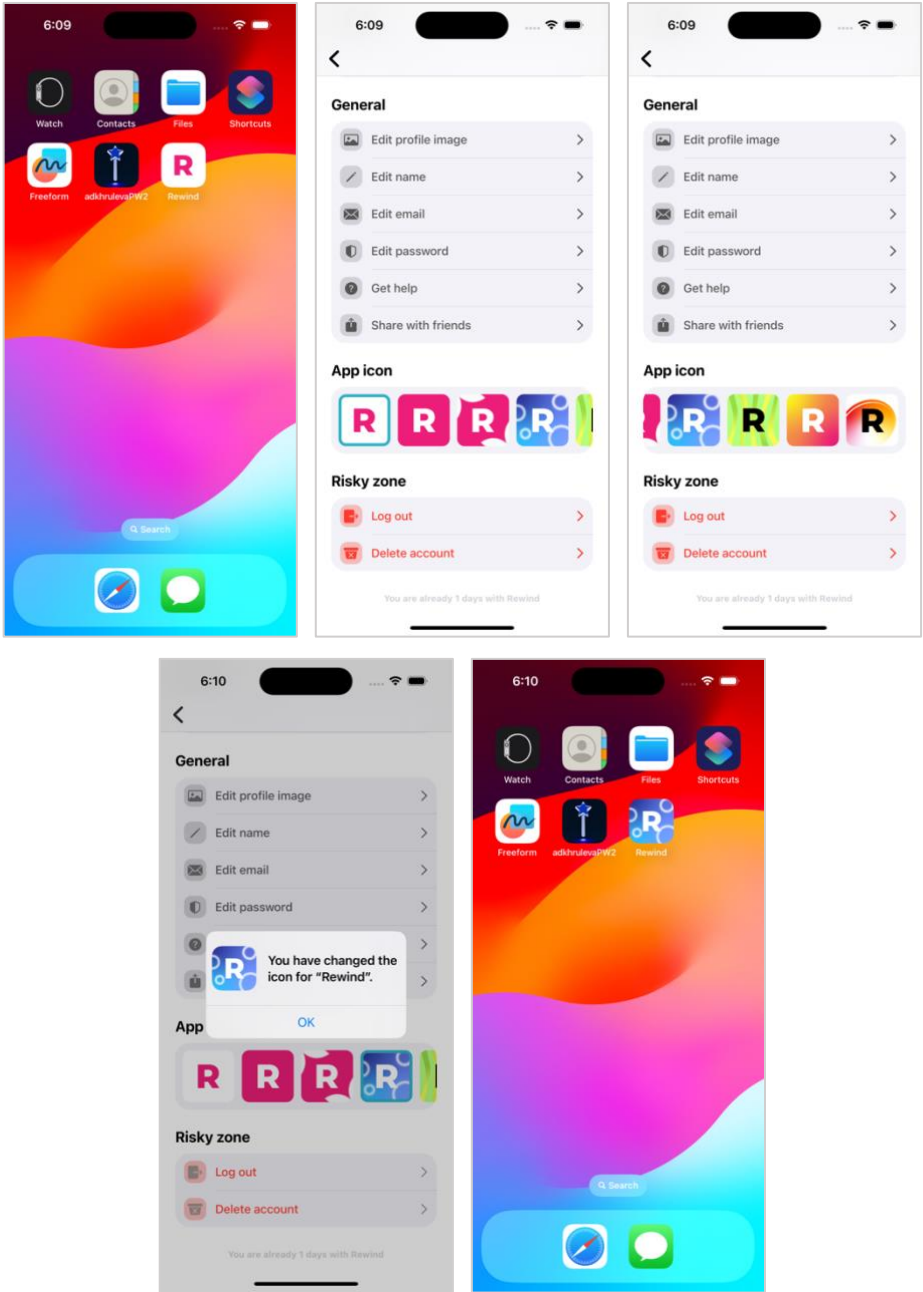 6:09
Watch Contacts Files Shortcuts
Freeform adkhrulevaPW2 Rewind
Search
6:09
General
Edit profile image
Edit name
Edit email
Edit password
Get help
Share with friends
App icon
R R R R
Risky zone
Log out
Delete account
You are already 1 days with Rewind
6:09
General
Edit profile image
Edit name
Edit email
Edit password
Get help
Share with friends
App icon
R R R R
Risky zone
Log out
Delete account
You are already 1 days with Rewind
6:10
General
Edit profile image
Edit name
Edit email
Edit password
You have changed the
icon for “Rewind”.
OK
App
R R R R
Risky zone
Log out
Delete account
You are already 1 days with Rewind
6:10
Watch Contacts Files Shortcuts
Freeform adkhrulevaPW2 Rewind
Search